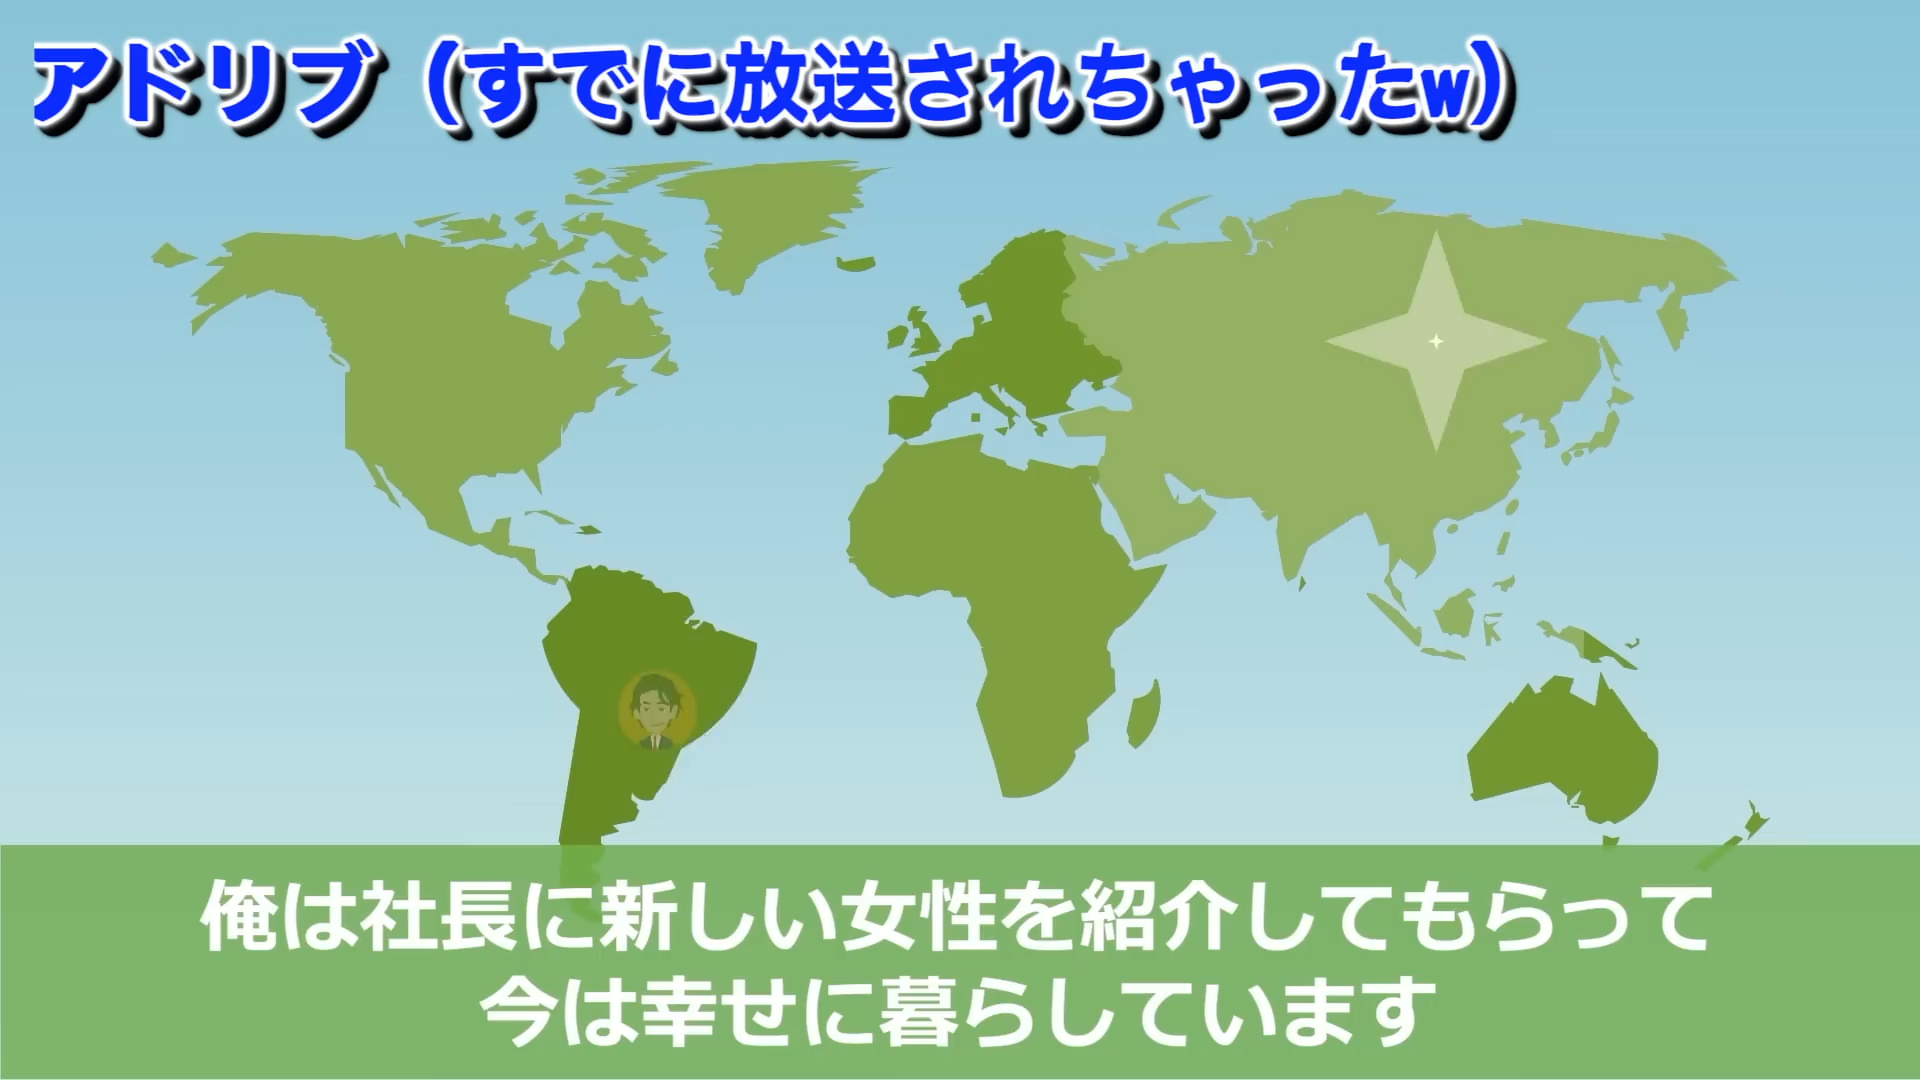 アドリブ（すでに放送されちゃったw）
俺は社長に新しい女性を紹介してもらって
今は幸せに暮らしています